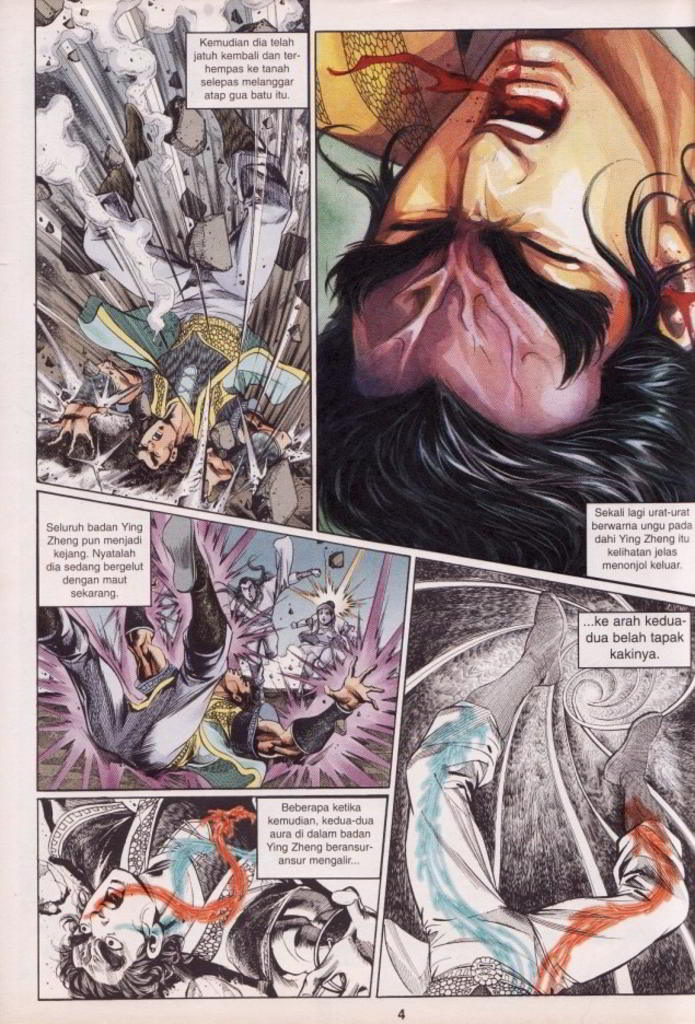 Kemudian dia telah
jatuh kembali dan ter-
hempas ke tanah
selepas melanggar
atap gua batu itu.
Sekali lagi urat-urat
berwarna ungu pada
dahi Ying Zheng itu
kelihatan jelas
menonjol keluar.
Seluruh badan Ying
Zheng pun menjadi
kejang. Nyatalah
dia sedang bergelut
dengan maut
sekarang.
Beberapa ketika
kemudian, kedua-dua
aura di dalam badan
Ying Zheng beransur-
ansur mengalir...
...ke arah kedua-
dua belah tapak
kakinya.
4